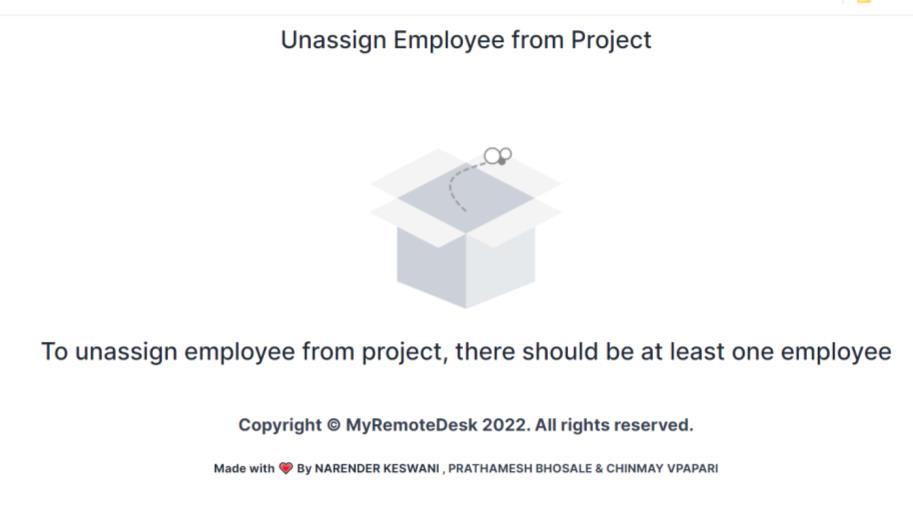 Unassign Employee from Project
To unassign employee from project, there should be at least one employee
Copyright © MyRemoteDesk 2022. All rights reserved.
Made with ❤ By NARENDER KESWANI , PRATHAMESH BHOSALE & CHINMAY VPAPARI